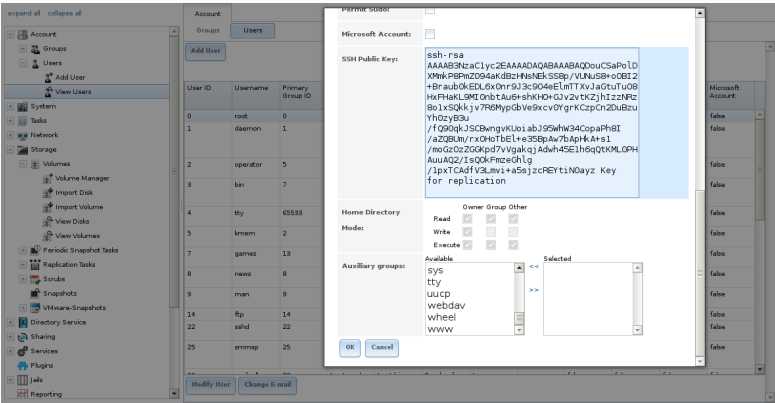 expand all collapse all
Account
Groups
Users
Add User
View Users
System
Tasks
Network
Storage
Volumes
Volume Manager
Import Disk
Import Volume
View Disks
View Volumes
Periodic Snapshot Tasks
Replication Tasks
Scrubs
Snapshots
VMware-Snapshots
Directory Service
Sharing
Services
Plugins
Jails
Reporting
Account
Groups Users
Add User
User ID Username Primary Group ID Microsoft Account
0 root 0 false
1 daemon 1 false
2 operator 5 false
3 bin 7 false
4 tty 65533 false
5 kmem 2 false
7 games 13 false
8 news 8 false
9 man 9 false
14 ftp 14 false
22 sshd 22 false
25 smmsp 25 false
Modify User Change E-mail
Permit Sudo:
Microsoft Account:
SSH Public Key:
ssh-rsa
AAAAB3NzaC1yc2EAAAADAQABAAABAQDouCSaPolD
XMmkP8PmZ094aKdBzHNsNEkSS8p/VUNuS8+oOBI2
+BraubOkEDL6xOnr9J3c9O4eElmTTXvJaGtuTuO8
HxFHaKL9MIOnbtAu6+shKHO+GJv2vtKZjhIzzNRz
8o1xSQkkjv7R6MypGbVe9xcvOYgrKCzpCn2DuBzu
YhOzyB3u
/fQ9OqkJSCBwngvKUoiabJ95WhW34CopaPh8I
/aZQBUm/rxOHoTbEl+e35BpAw7bApHkA+s1
/moGzOzZGGKpd7vVgakqjAdwh45E1h6qQtKML0PH
AuuAQ2/IsQOkFmzeGhlg
/1pxTCAdfV3Lmvi+a5sjzcREYtiNOayz Key
for replication
Home Directory Mode:
Owner Group Other
Read
Write
Execute
Auxiliary groups:
Available
sys
tty
uucp
webdav
wheel
www
<<
>>
Selected
OK Cancel